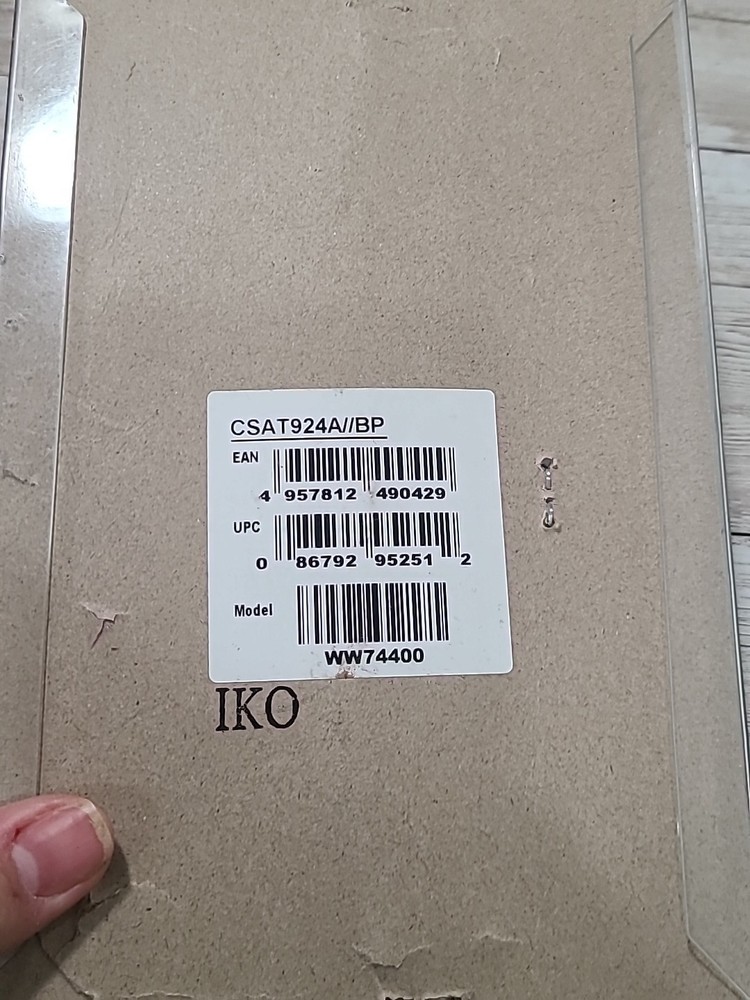 CSAT924A//BP
EAN
4 957812 490429
UPC
0 86792 95251 2
Model
WW74400
IKO